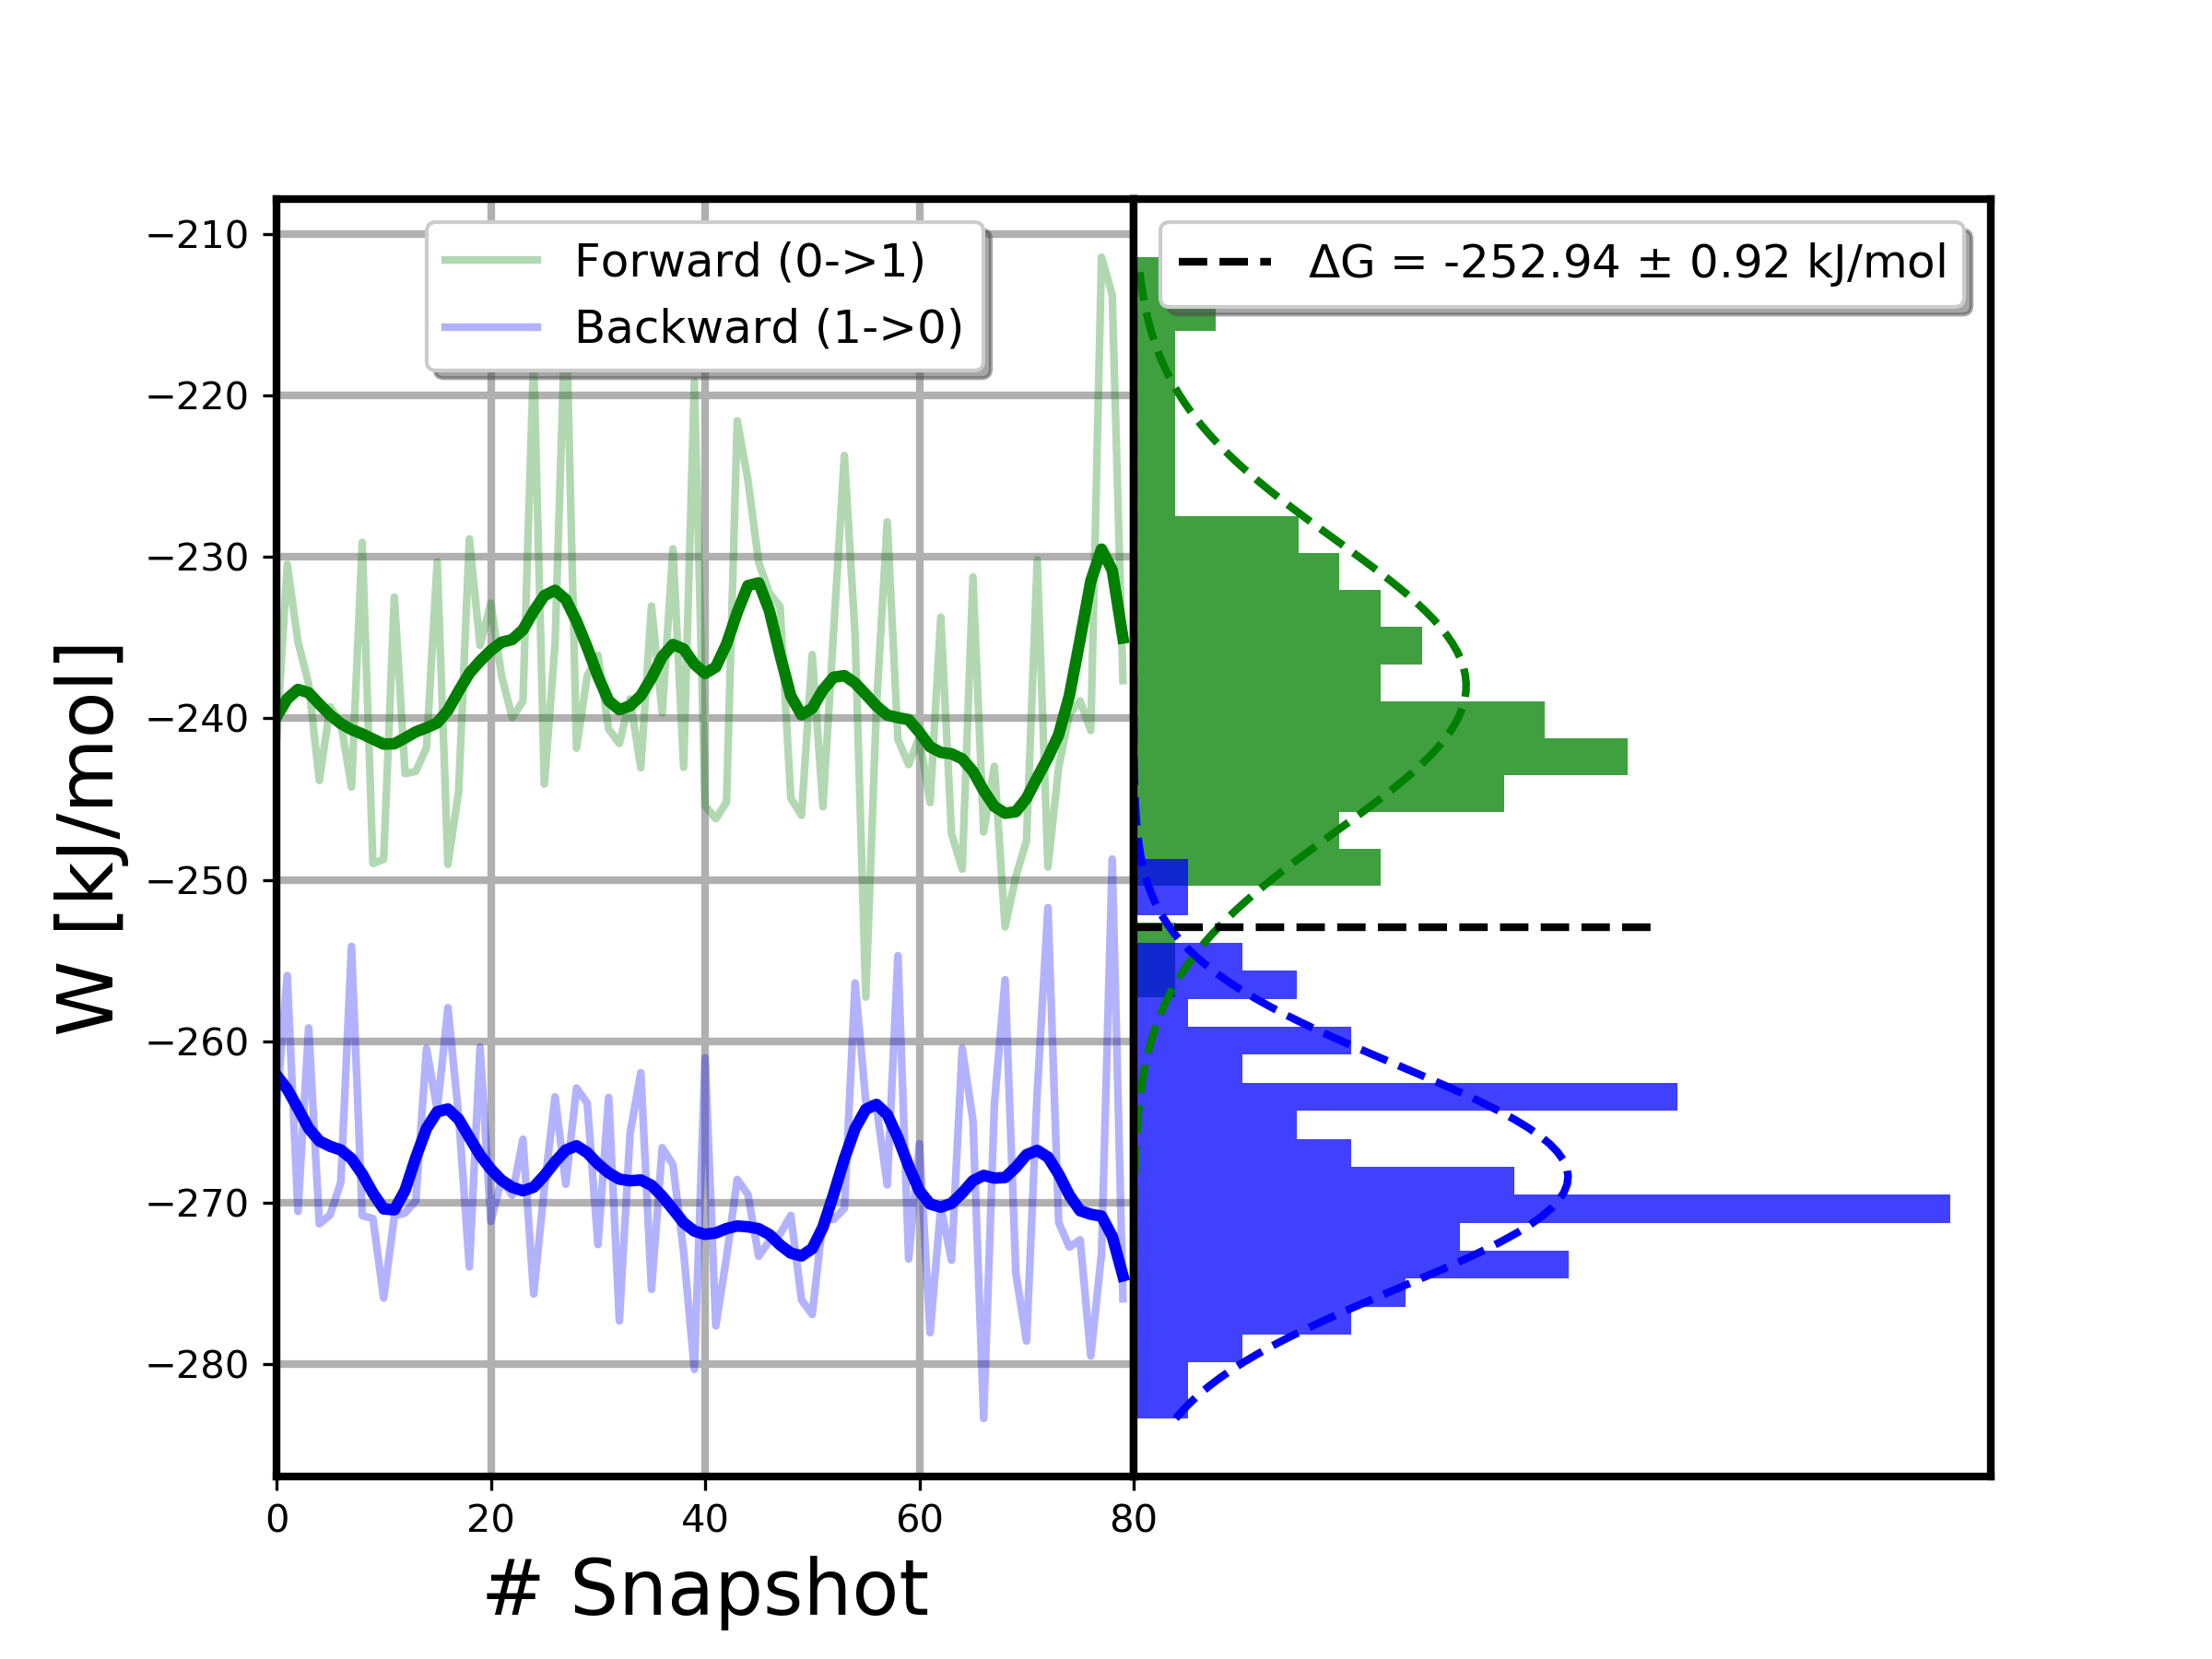 Forward (0->1)
Backward (1->0)
ΔG = -252.94 ± 0.92 kJ/mol
−210
−220
−230
−240
−250
−260
−270
−280
W [kJ/mol]
0 20 40 60 80
# Snapshot